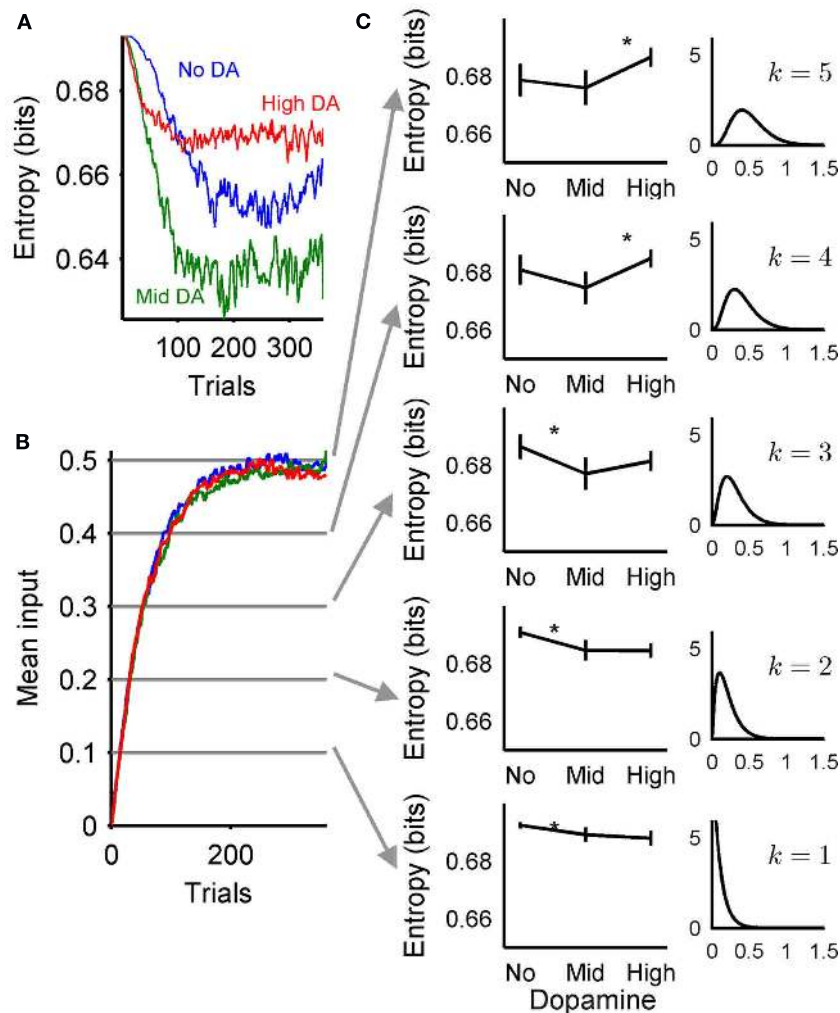 A
Entropy (bits)
0.68
0.66
0.64
No DA
High DA
Mid DA
100 200 300
Trials
B
Mean input
0.5
0.4
0.3
0.2
0.1
0
0 200
Trials
C
Entropy (bits)
0.68
0.66
*
No Mid High
5
0
k = 5
0 0.5 1 1.5
Entropy (bits)
0.68
0.66
*
No Mid High
5
0
k = 4
0 0.5 1 1.5
Entropy (bits)
0.68
0.66
*
No Mid High
5
0
k = 3
0 0.5 1 1.5
Entropy (bits)
0.68
0.66
*
No Mid High
5
0
k = 2
0 0.5 1 1.5
Entropy (bits)
0.68
0.66
*
No Mid High
Dopamine
5
0
k = 1
0 0.5 1 1.5